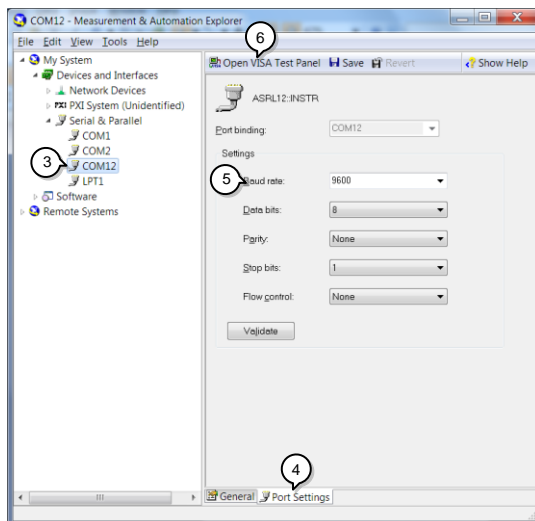 COM12 - Measurement & Automation Explorer
File Edit View Tools Help
6
My System
Devices and Interfaces
Network Devices
PXI PXI System (Unidentified)
Serial & Parallel
COM1
COM2
3
COM12
LPT1
Software
Remote Systems
Open VISA Test Panel Save Revert Show Help
ASRL12::INSTR
Port binding: COM12
Settings
5
Baud rate: 9600
Data bits: 8
Parity: None
Stop bits: 1
Flow control: None
Validate
4
General Port Settings